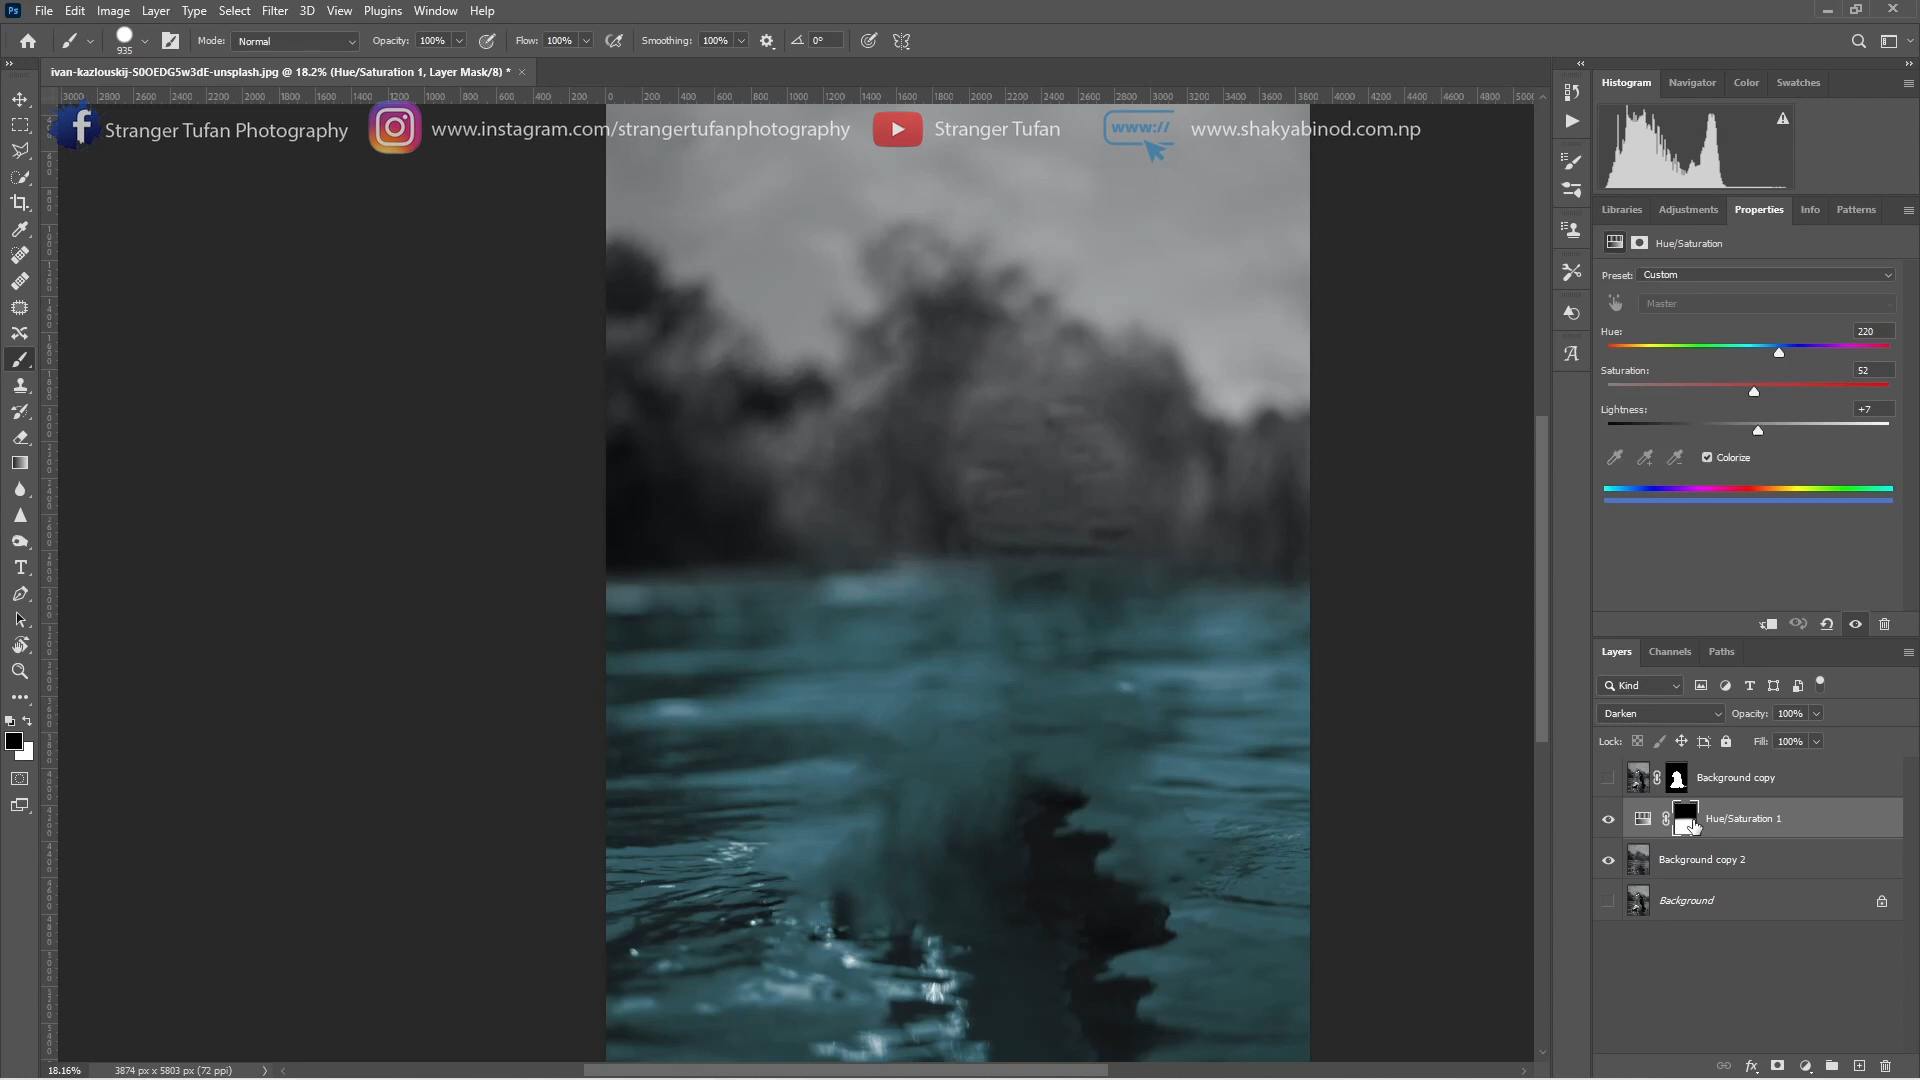 Ps File Edit Image Layer Type Select Filter 3D View Plugins Window Help
935 Mode: Normal Opacity: 100% Flow: 100% Smoothing: 100% 0°
ivan-kazlouskij-S0OEDG5w3dE-unsplash.jpg @ 18.2% (Hue/Saturation 1, Layer Mask/8) * ×
3000 2800 2600 2400 2200 2000 1800 1600 1400 1200 1000 800 600 400 200 0 200 400 600 800 1000 1200 1400 1600 1800 2000 2200 2400 2600 2800 3000 3200 3400 3600 3800 4000 4200 4400 4600 4800 5000
Stranger Tufan Photography www.instagram.com/strangertufanphotography Stranger Tufan www:// www.shakyabinod.com.np
Histogram Navigator Color Swatches
Libraries Adjustments Properties Info Patterns
Hue/Saturation
Preset: Custom
Master
Hue: 220
Saturation: 52
Lightness: +7
Colorize
Layers Channels Paths
Kind
Darken Opacity: 100%
Lock: Fill: 100%
Background copy
Hue/Saturation 1
Background copy 2
Background
18.16% 3874 px x 5803 px (72 ppi)